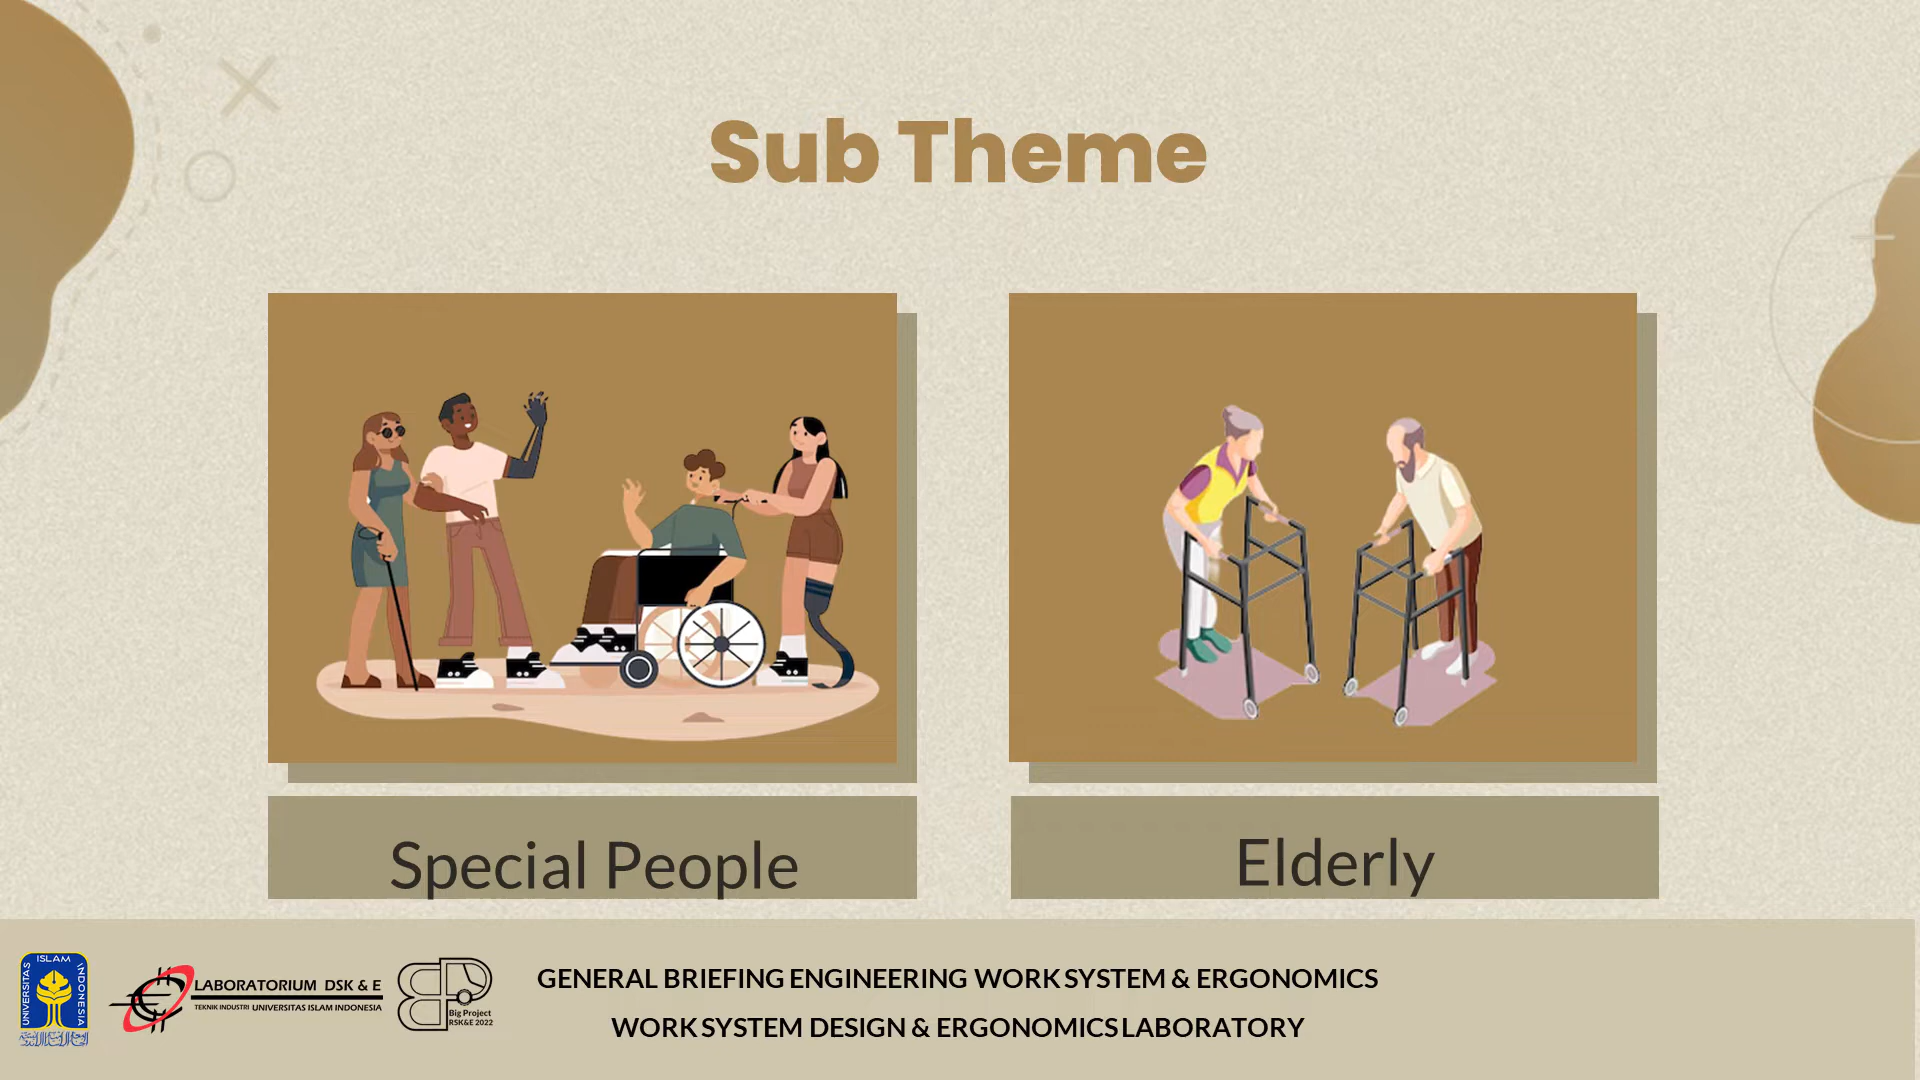 Sub Theme
Special People
Elderly
UNIVERSITAS ISLAM INDONESIA
LABORATORIUM DSK & E
TEKNIK INDUSTRI UNIVERSITAS ISLAM INDONESIA
Big Project
RSK&E 2022
GENERAL BRIEFING ENGINEERING WORK SYSTEM & ERGONOMICS
WORK SYSTEM DESIGN & ERGONOMICS LABORATORY